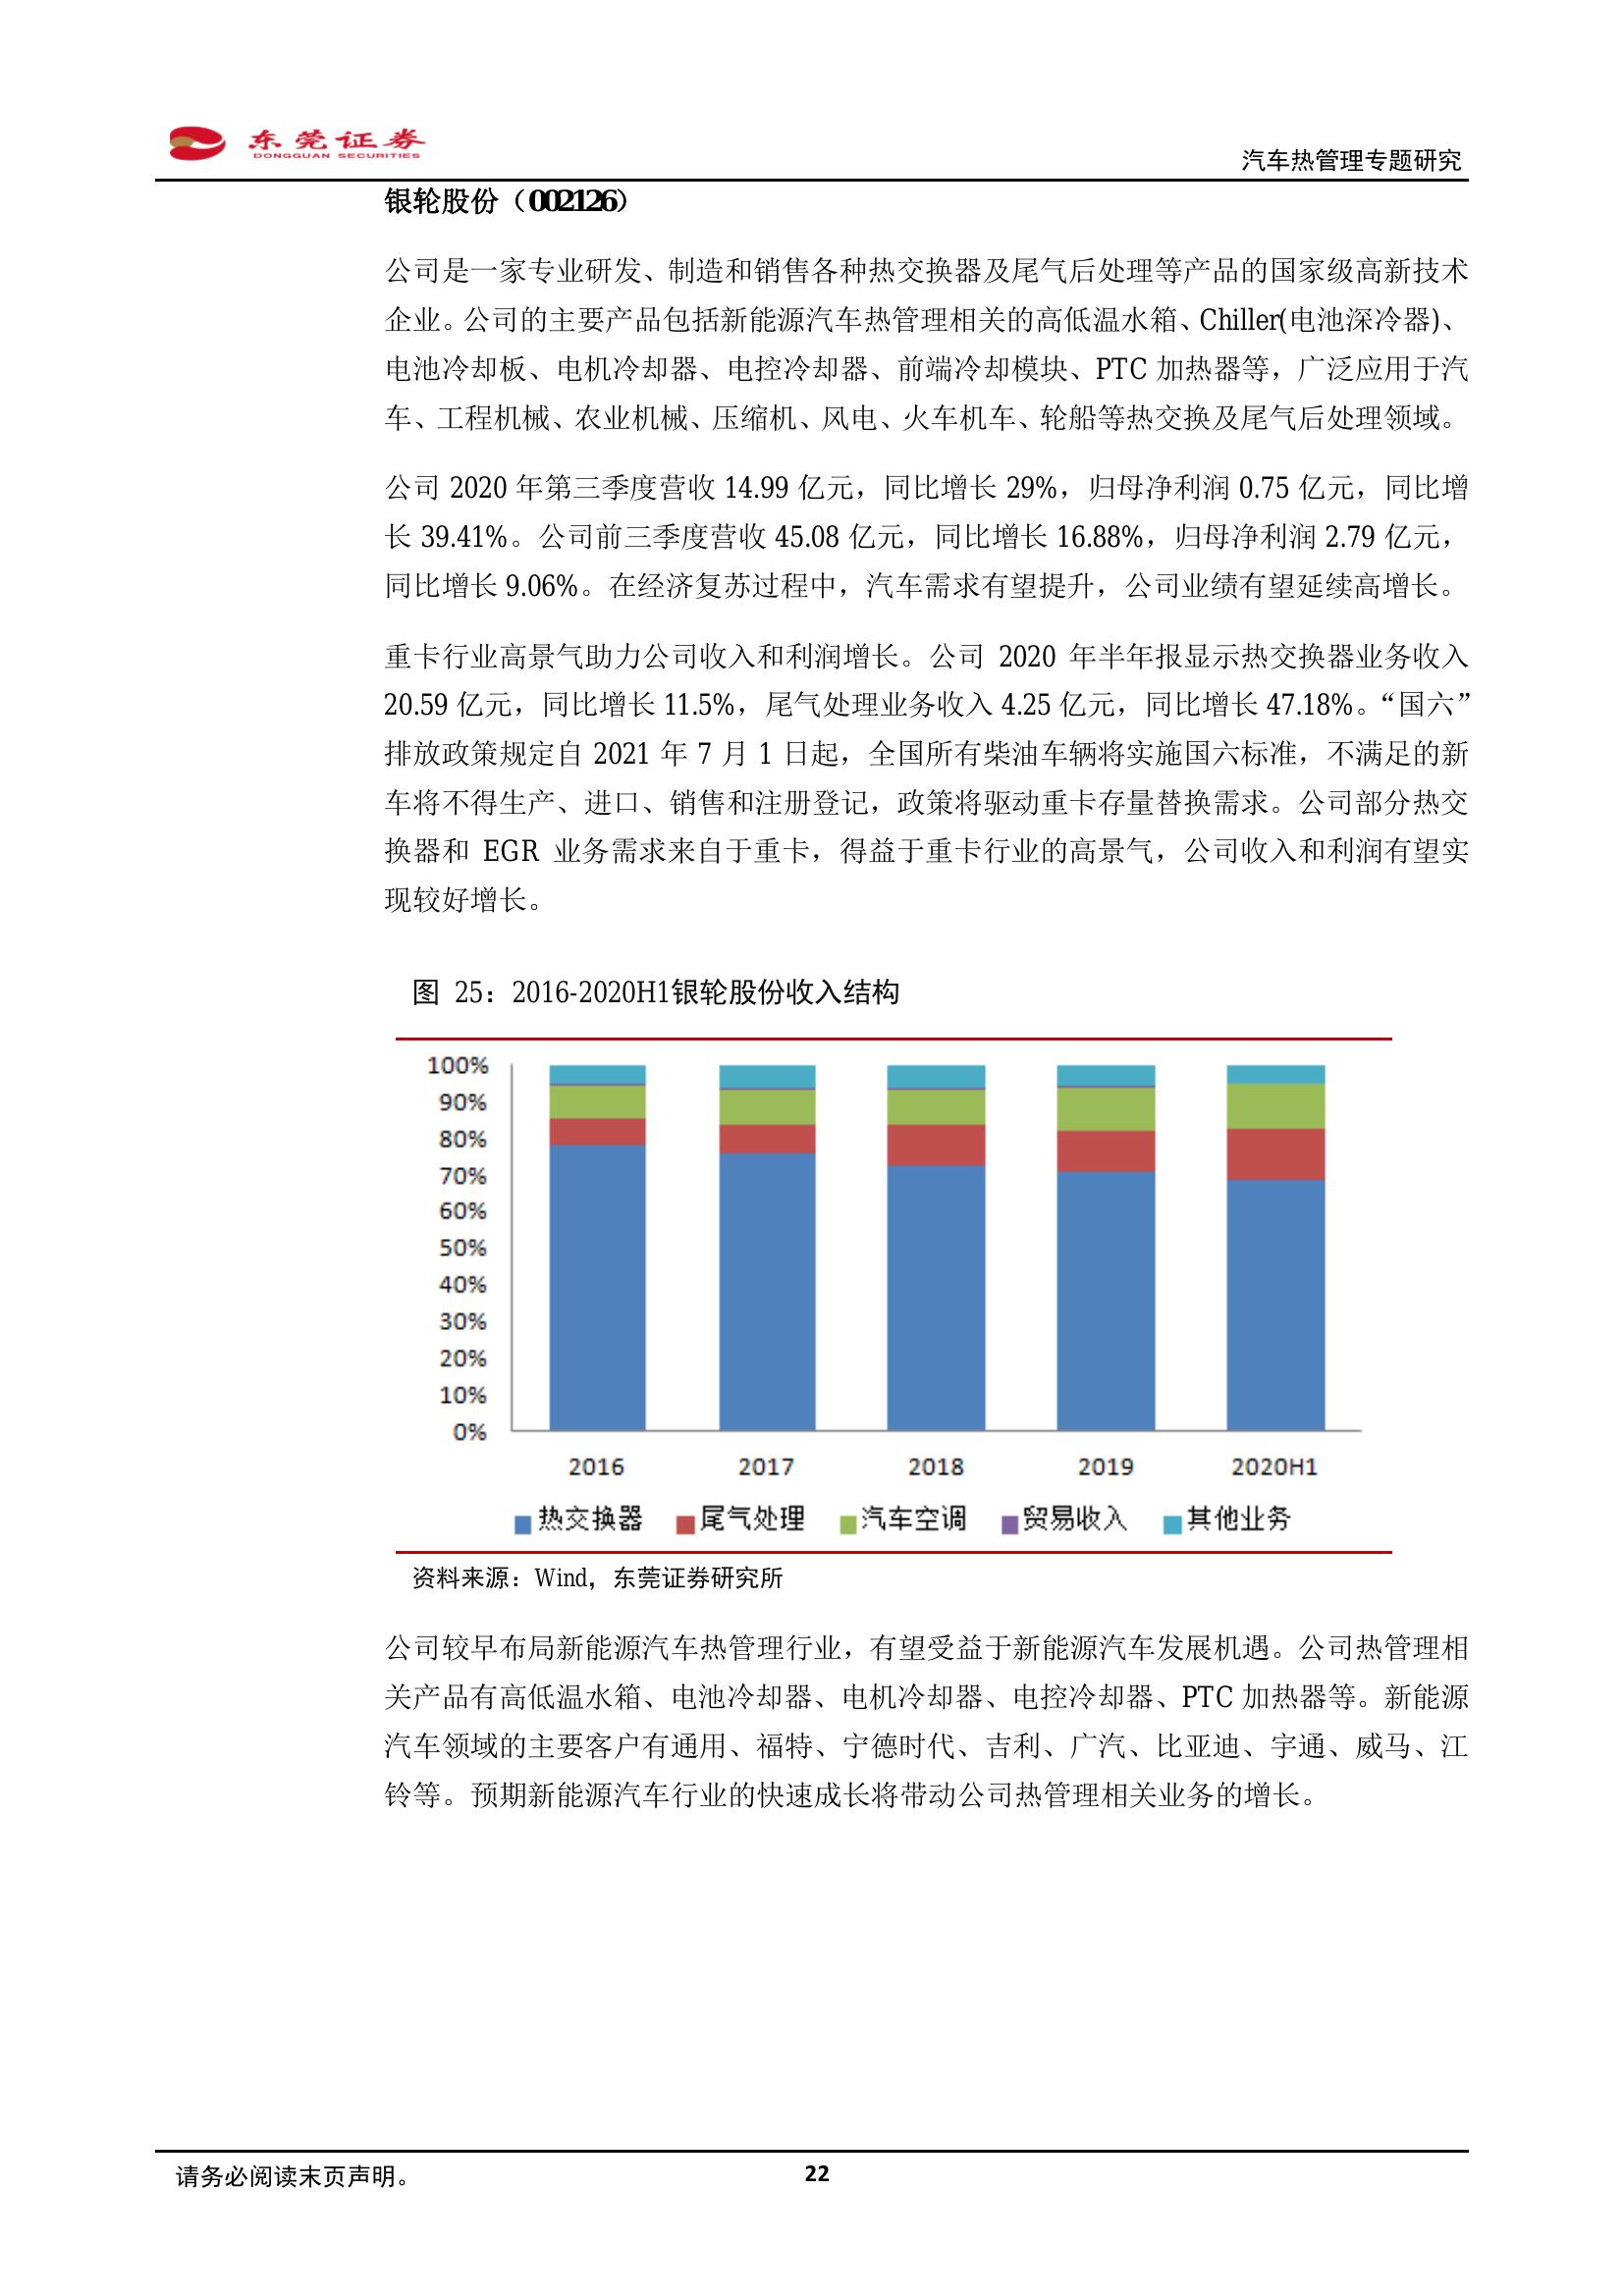 东莞证券
DONGGUAN SECURITIES
汽车热管理专题研究
银轮股份（002126）
公司是一家专业研发、制造和销售各种热交换器及尾气后处理等产品的国家级高新技术
企业。公司的主要产品包括新能源汽车热管理相关的高低温水箱、Chiller(电池深冷器)、
电池冷却板、电机冷却器、电控冷却器、前端冷却模块、PTC 加热器等，广泛应用于汽
车、工程机械、农业机械、压缩机、风电、火车机车、轮船等热交换及尾气后处理领域。
公司 2020 年第三季度营收 14.99 亿元，同比增长 29%，归母净利润 0.75 亿元，同比增
长 39.41%。公司前三季度营收 45.08 亿元，同比增长 16.88%，归母净利润 2.79 亿元，
同比增长 9.06%。在经济复苏过程中，汽车需求有望提升，公司业绩有望延续高增长。
重卡行业高景气助力公司收入和利润增长。公司 2020 年半年报显示热交换器业务收入
20.59 亿元，同比增长 11.5%，尾气处理业务收入 4.25 亿元，同比增长 47.18%。“国六”
排放政策规定自 2021 年 7 月 1 日起，全国所有柴油车辆将实施国六标准，不满足的新
车将不得生产、进口、销售和注册登记，政策将驱动重卡存量替换需求。公司部分热交
换器和 EGR 业务需求来自于重卡，得益于重卡行业的高景气，公司收入和利润有望实
现较好增长。
图 25：2016-2020H1银轮股份收入结构
100%
90%
80%
70%
60%
50%
40%
30%
20%
10%
0%
2016 2017 2018 2019 2020H1
热交换器 尾气处理 汽车空调 贸易收入 其他业务
资料来源：Wind，东莞证券研究所
公司较早布局新能源汽车热管理行业，有望受益于新能源汽车发展机遇。公司热管理相
关产品有高低温水箱、电池冷却器、电机冷却器、电控冷却器、PTC 加热器等。新能源
汽车领域的主要客户有通用、福特、宁德时代、吉利、广汽、比亚迪、宇通、威马、江
铃等。预期新能源汽车行业的快速成长将带动公司热管理相关业务的增长。
请务必阅读末页声明。
22